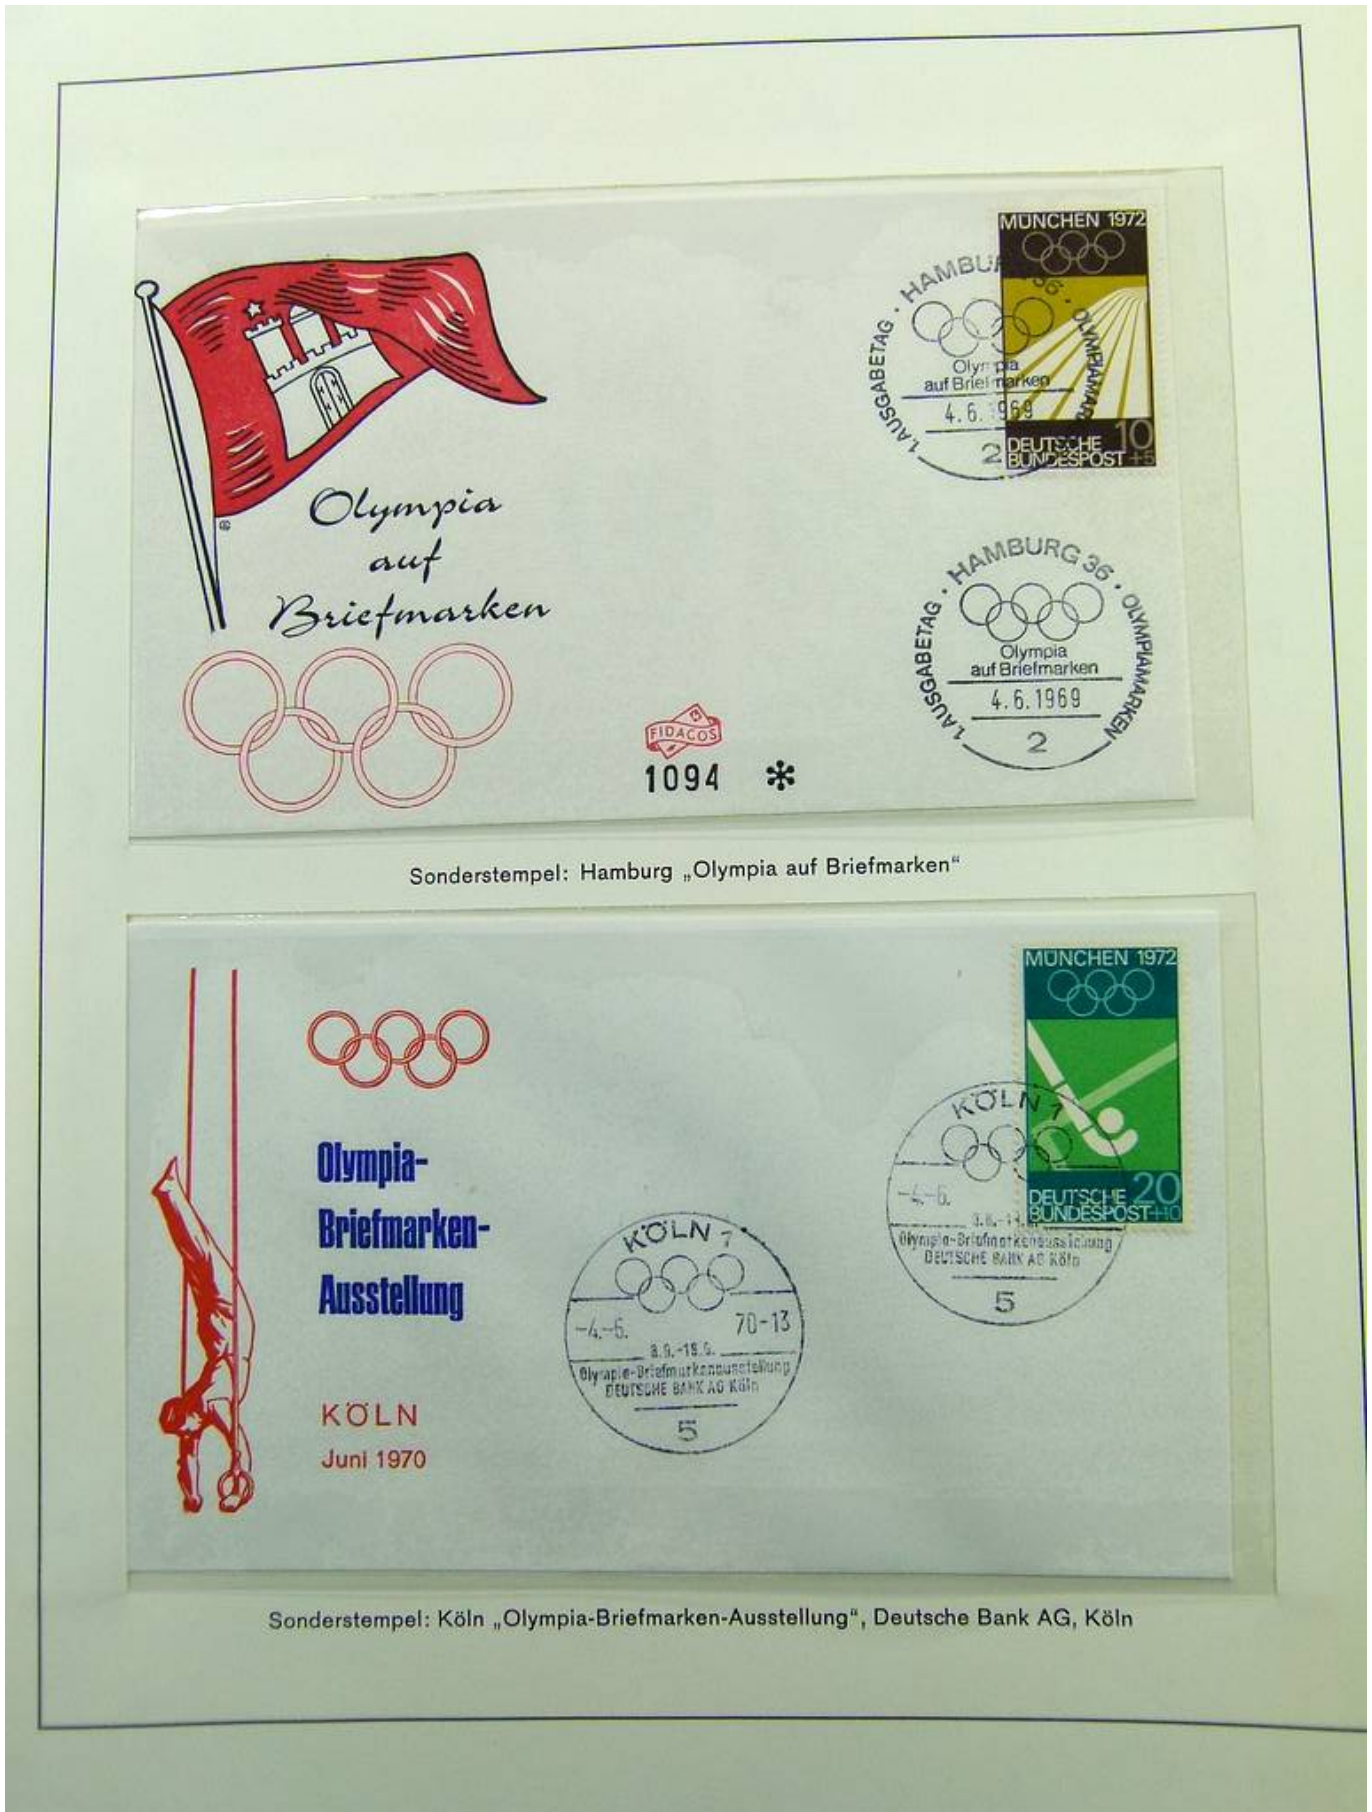 MÜNCHEN 1972
1. AUSGABETAG · HAMBURG 36 · OLYMPIAMARKEN
Olympia
auf Briefmarken
4.6.1969
2
DEUTSCHE
BUNDESPOST
10
+5
Olympia
auf
Briefmarken
1. AUSGABETAG · HAMBURG 36 · OLYMPIAMARKEN
Olympia
auf Briefmarken
4.6.1969
2
FIDACOS
1094 *
Sonderstempel: Hamburg „Olympia auf Briefmarken“
MÜNCHEN 1972
DEUTSCHE
BUNDESPOST
20
+10
KÖLN 1
-4.-6.
Olympia-Briefmarkenausstellung
DEUTSCHE BANK AG Köln
5
Olympia-
Briefmarken-
Ausstellung
KÖLN
Juni 1970
KÖLN 1
-4.-6. 70-13
Olympia-Briefmarkenausstellung
DEUTSCHE BANK AG Köln
5
Sonderstempel: Köln „Olympia-Briefmarken-Ausstellung“, Deutsche Bank AG, Köln